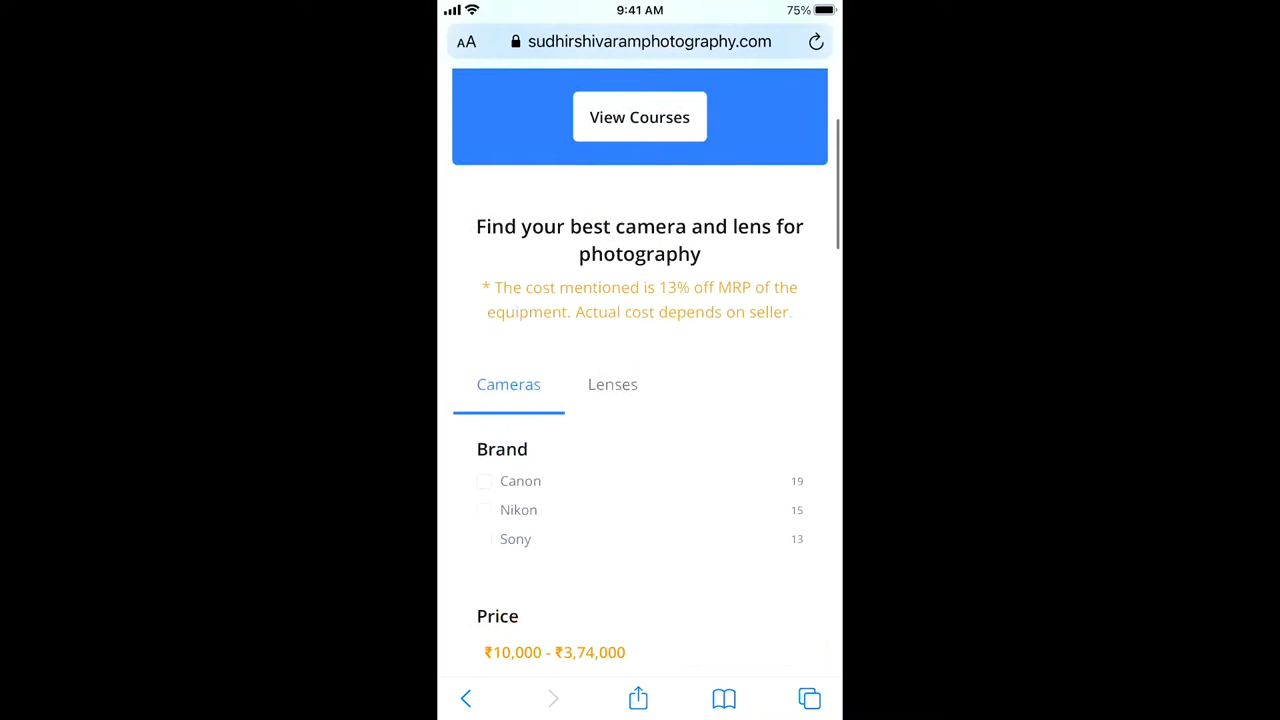 9:41 AM
75%
AA
sudhirshivaramphotography.com
View Courses
Find your best camera and lens for
photography
* The cost mentioned is 13% off MRP of the
equipment. Actual cost depends on seller.
Cameras Lenses
Brand
Canon 19
Nikon 15
Sony 13
Price
₹10,000 - ₹3,74,000